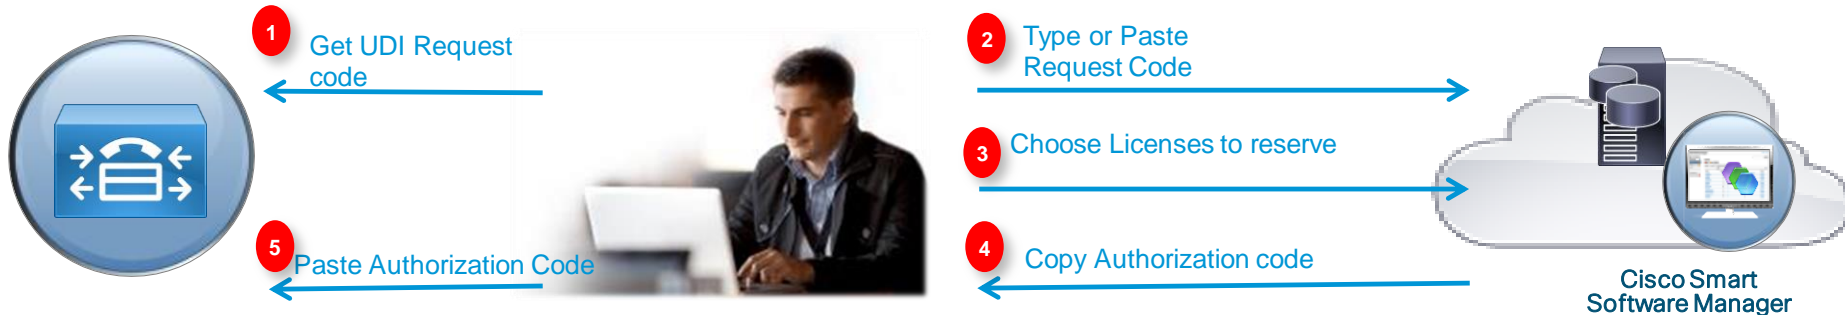 1
Get UDI Request
code
2
Type or Paste
Request Code
3
Choose Licenses to reserve
4
Copy Authorization code
5
Paste Authorization Code
Cisco Smart
Software Manager